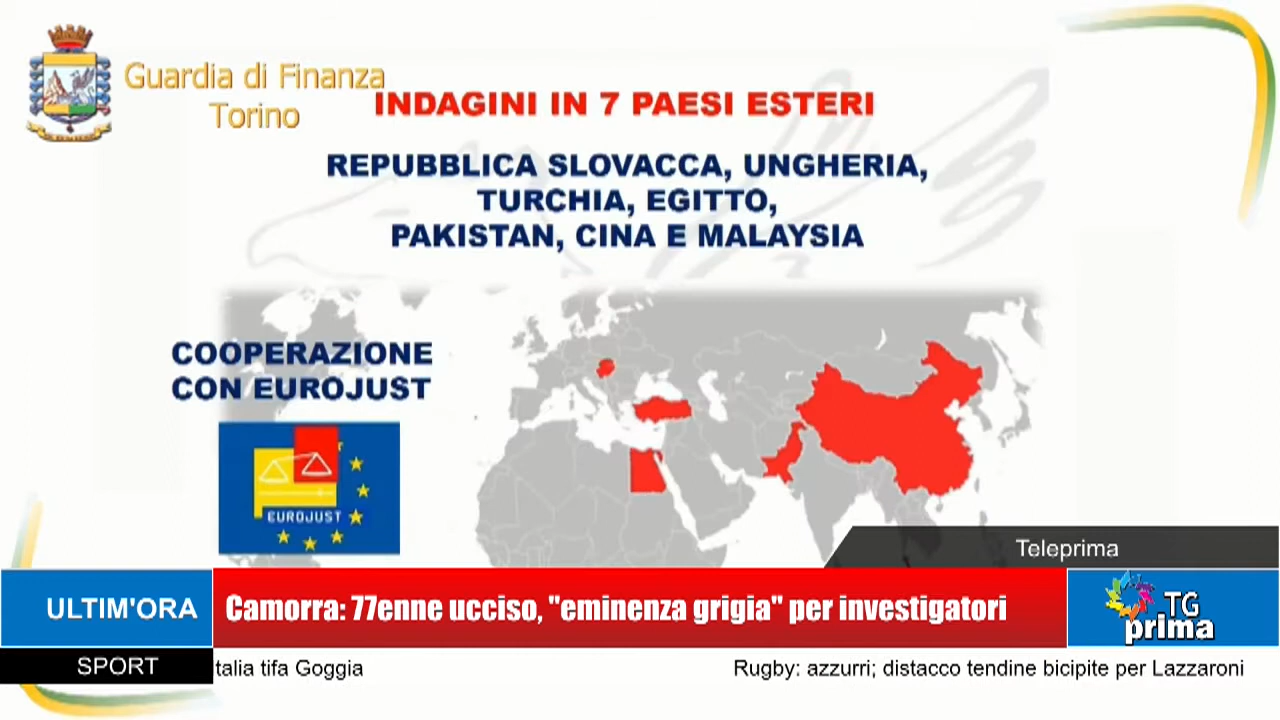 Guardia di Finanza
Torino
INDAGINI IN 7 PAESI ESTERI
REPUBBLICA SLOVACCA, UNGHERIA,
TURCHIA, EGITTO,
PAKISTAN, CINA E MALAYSIA
COOPERAZIONE
CON EUROJUST
EUROJUST
Teleprima
ULTIM'ORA
Camorra: 77enne ucciso, "eminenza grigia" per investigatori
TG
prima
SPORT
talia tifa Goggia
Rugby: azzurri; distacco tendine bicipite per Lazzaroni